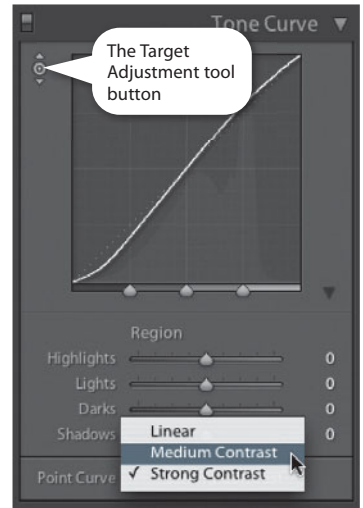 Tone Curve
The Target
Adjustment tool
button
Region
Highlights 0
Lights 0
Darks 0
Shadows 0
Linear
Medium Contrast
✓ Strong Contrast
Point Curve